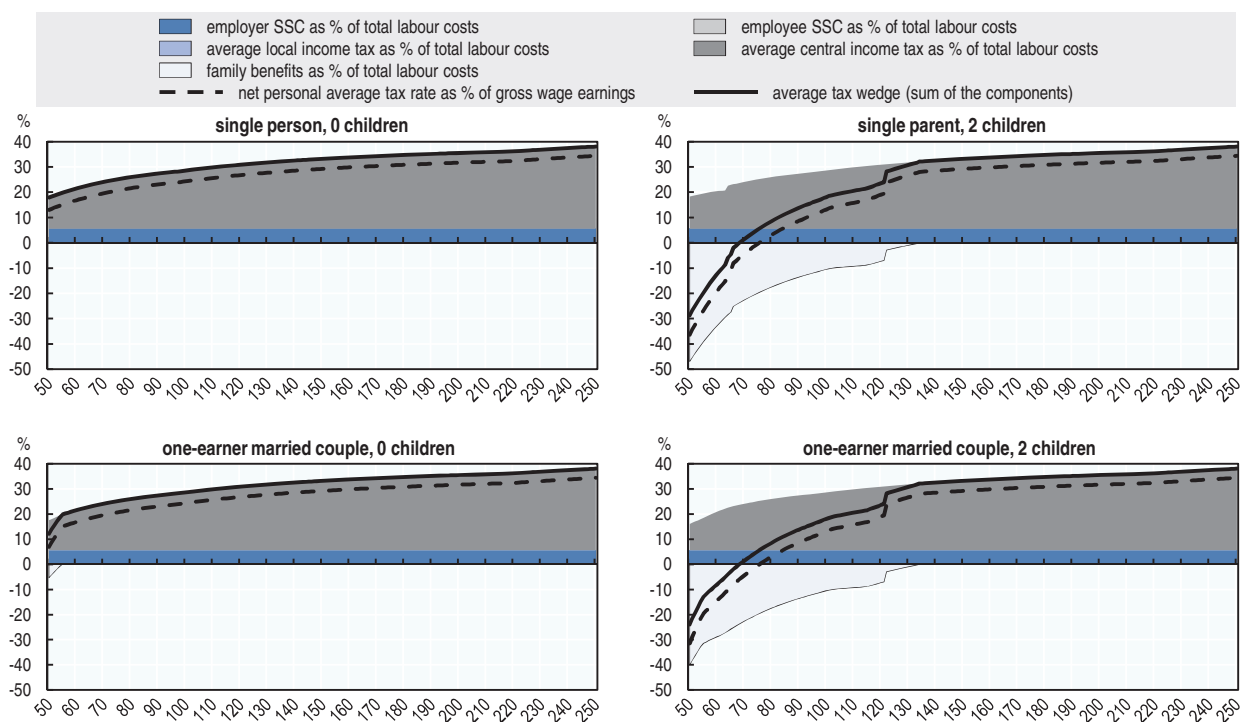 employer SSC as % of total labour costs
employee SSC as % of total labour costs
average local income tax as % of total labour costs
average central income tax as % of total labour costs
family benefits as % of total labour costs
net personal average tax rate as % of gross wage earnings
average tax wedge (sum of the components)
%
single person, 0 children
40
30
20
10
0
-10
-20
-30
-40
-50
50 60 70 80 90 100 110 120 130 140 150 160 170 180 190 200 210 220 230 240 250
%
single parent, 2 children
40
30
20
10
0
-10
-20
-30
-40
-50
50 60 70 80 90 100 110 120 130 140 150 160 170 180 190 200 210 220 230 240 250
%
one-earner married couple, 0 children
40
30
20
10
0
-10
-20
-30
-40
-50
50 60 70 80 90 100 110 120 130 140 150 160 170 180 190 200 210 220 230 240 250
%
one-earner married couple, 2 children
40
30
20
10
0
-10
-20
-30
-40
-50
50 60 70 80 90 100 110 120 130 140 150 160 170 180 190 200 210 220 230 240 250